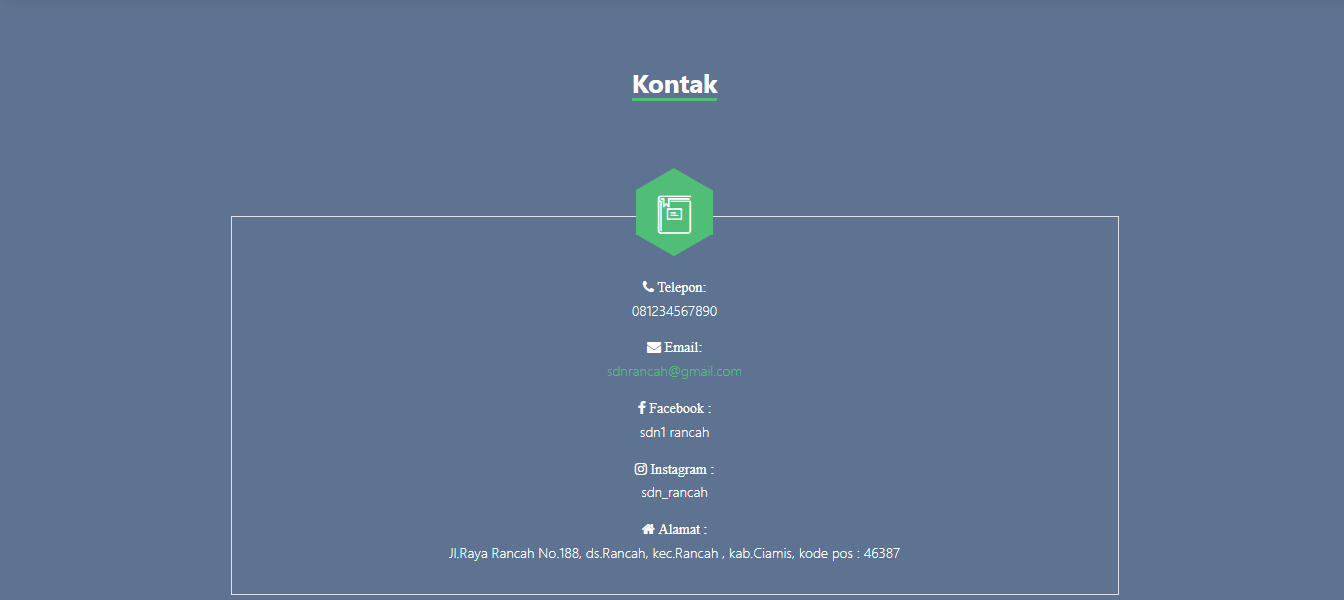 Kontak
Telepon:
081234567890
Email:
sdnrancah@gmail.com
Facebook :
sdn1 rancah
Instagram :
sdn_rancah
Alamat :
Jl.Raya Rancah No.188, ds.Rancah, kec.Rancah , kab.Ciamis, kode pos : 46387